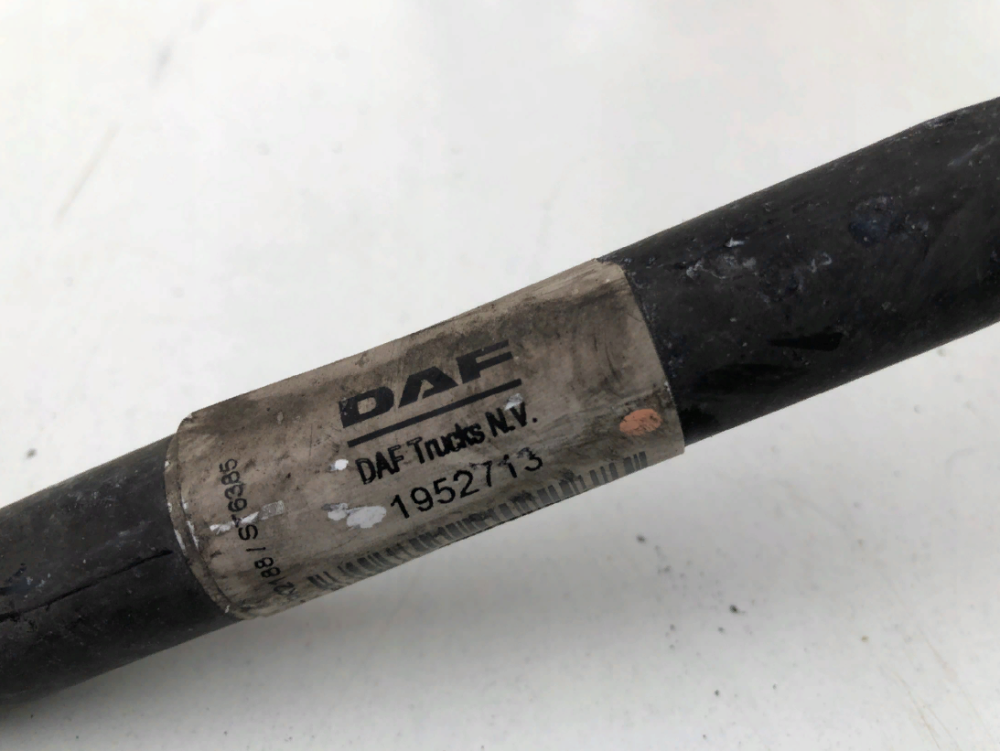 DAF
DAF Trucks N.V.
1952713